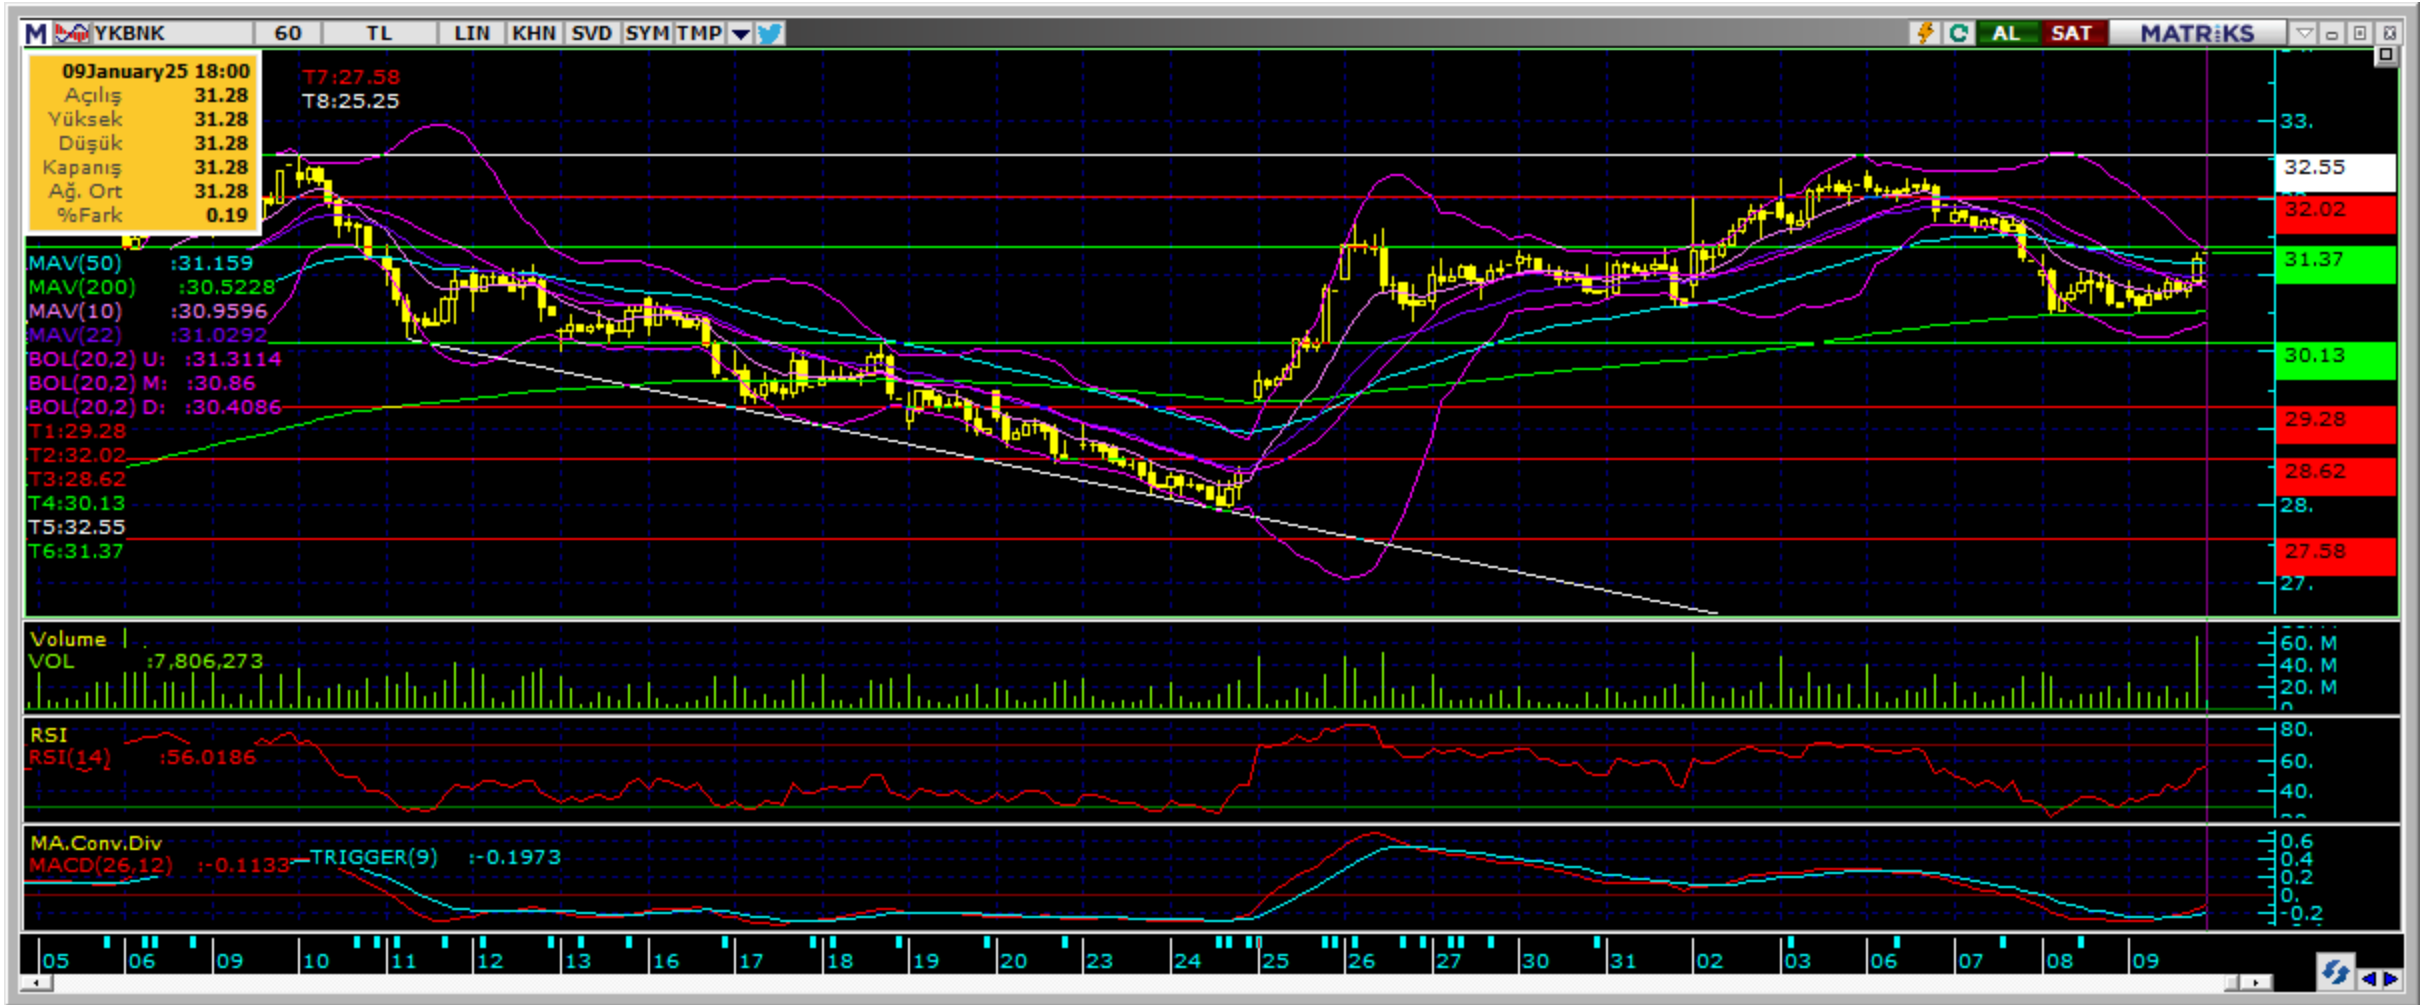 M YKBNK 60 TL LIN KHN SVD SYM TMP AL SAT MATRiKS
09January25 18:00
Açılış 31.28
Yüksek 31.28
Düşük 31.28
Kapanış 31.28
Ağ. Ort 31.28
%Fark 0.19
T7:27.58
T8:25.25
MAV(50) :31.159
MAV(200) :30.5228
MAV(10) :30.9596
MAV(22) :31.0292
BOL(20,2) U: :31.3114
BOL(20,2) M: :30.86
BOL(20,2) D: :30.4086
T1:29.28
T2:32.02
T3:28.62
T4:30.13
T5:32.55
T6:31.37
33.
32.55
32.02
31.37
30.13
29.28
28.62
28.
27.58
27.
Volume
VOL :7,806,273
60. M
40. M
20. M
RSI
RSI(14) :56.0186
80.
60.
40.
MA.Conv.Div
MACD(26,12) :-0.1133 TRIGGER(9) :-0.1973
0.6
0.4
0.2
0.
-0.2
05 06 09 10 11 12 13 16 17 18 19 20 23 24 25 26 27 30 31 02 03 06 07 08 09